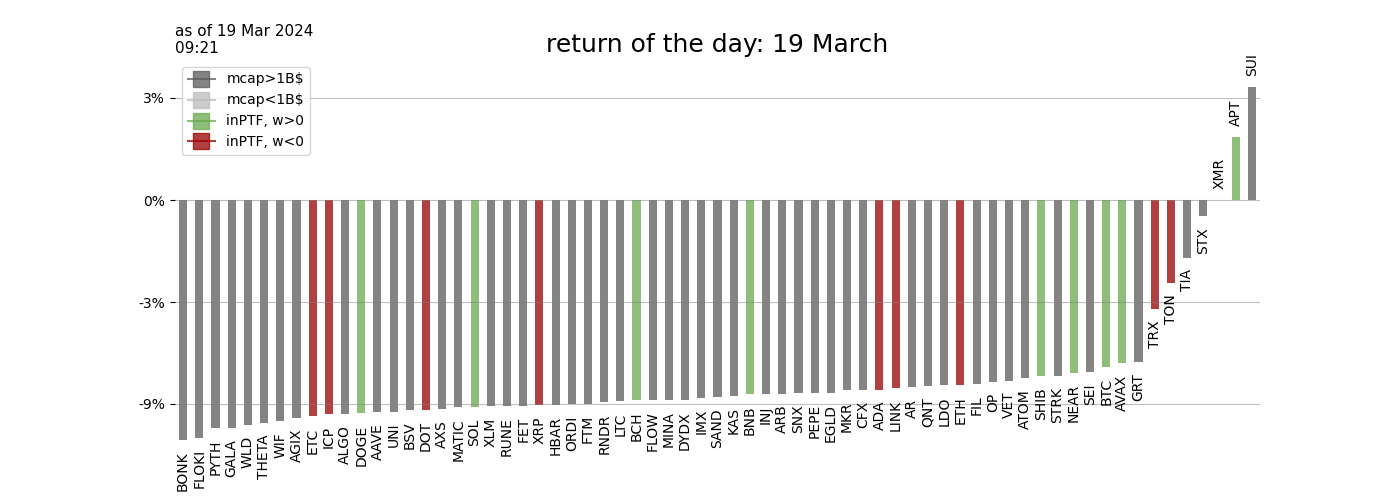 as of 19 Mar 2024
09:21
return of the day: 19 March
mcap>1B$
mcap<1B$
inPTF, w>0
inPTF, w<0
3%
0%
-3%
-9%
BONK
FLOKI
PYTH
GALA
WLD
THETA
WIF
AGIX
ETC
ICP
ALGO
DOGE
AAVE
UNI
BSV
DOT
AXS
MATIC
SOL
XLM
RUNE
FET
XRP
HBAR
ORDI
FTM
RNDR
LTC
BCH
FLOW
MINA
DYDX
IMX
SAND
KAS
BNB
INJ
ARB
SNX
PEPE
EGLD
MKR
CFX
ADA
LINK
AR
QNT
LDO
ETH
FIL
OP
VET
ATOM
SHIB
STRK
NEAR
SEI
BTC
AVAX
GRT
TRX
TON
TIA
STX
XMR
APT
SUI